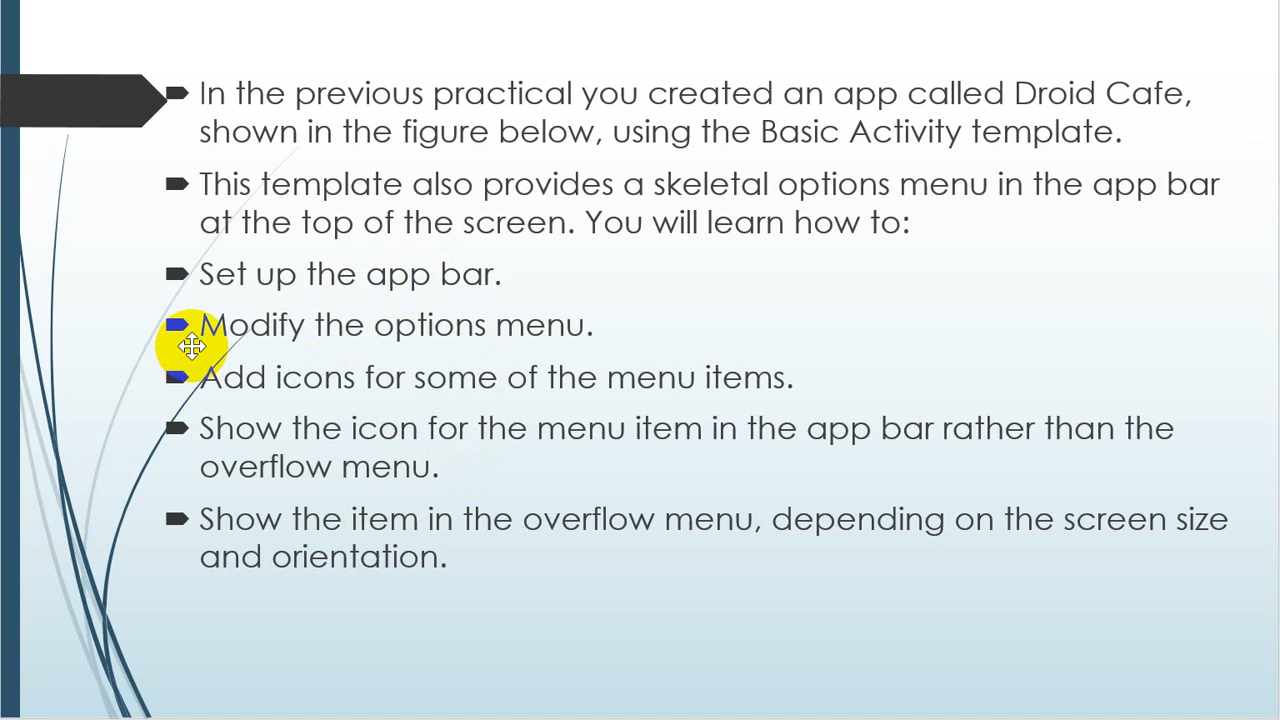 In the previous practical you created an app called Droid Cafe,
shown in the figure below, using the Basic Activity template.
This template also provides a skeletal options menu in the app bar
at the top of the screen. You will learn how to:
Set up the app bar.
Modify the options menu.
Add icons for some of the menu items.
Show the icon for the menu item in the app bar rather than the
overflow menu.
Show the item in the overflow menu, depending on the screen size
and orientation.